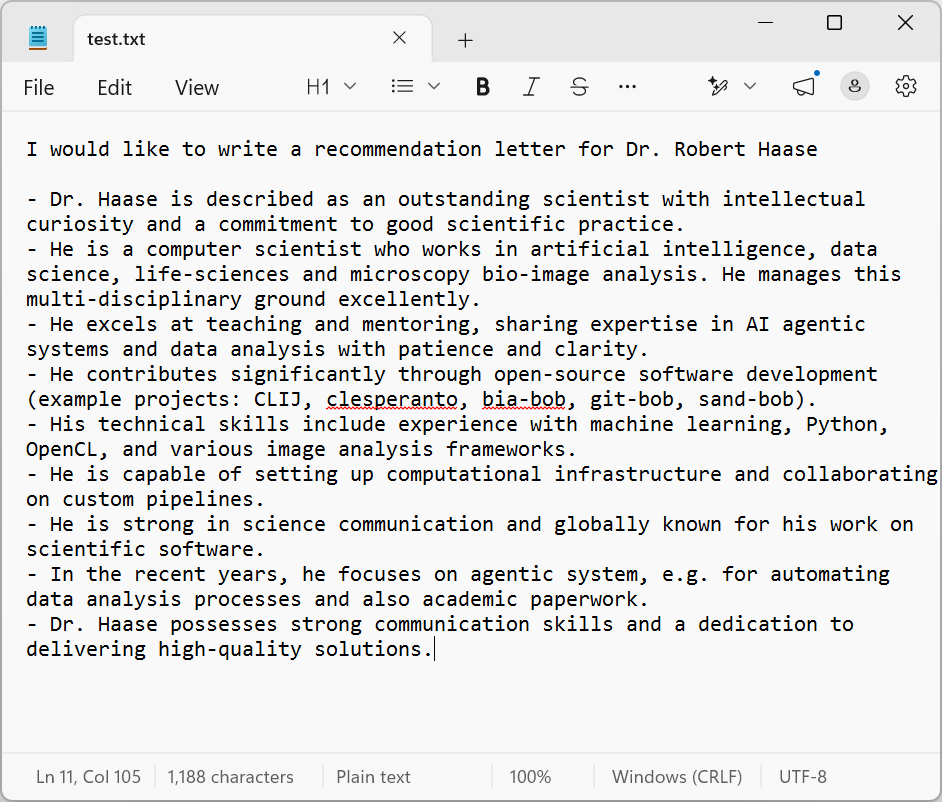 test.txt
File Edit View H1 B I S ...
I would like to write a recommendation letter for Dr. Robert Haase
- Dr. Haase is described as an outstanding scientist with intellectual
curiosity and a commitment to good scientific practice.
- He is a computer scientist who works in artificial intelligence, data
science, life-sciences and microscopy bio-image analysis. He manages this
multi-disciplinary ground excellently.
- He excels at teaching and mentoring, sharing expertise in AI agentic
systems and data analysis with patience and clarity.
- He contributes significantly through open-source software development
(example projects: CLIJ, clesperanto, bia-bob, git-bob, sand-bob).
- His technical skills include experience with machine learning, Python,
OpenCL, and various image analysis frameworks.
- He is capable of setting up computational infrastructure and collaborating
on custom pipelines.
- He is strong in science communication and globally known for his work on
scientific software.
- In the recent years, he focuses on agentic system, e.g. for automating
data analysis processes and also academic paperwork.
- Dr. Haase possesses strong communication skills and a dedication to
delivering high-quality solutions.
Ln 11, Col 105 1,188 characters Plain text 100% Windows (CRLF) UTF-8